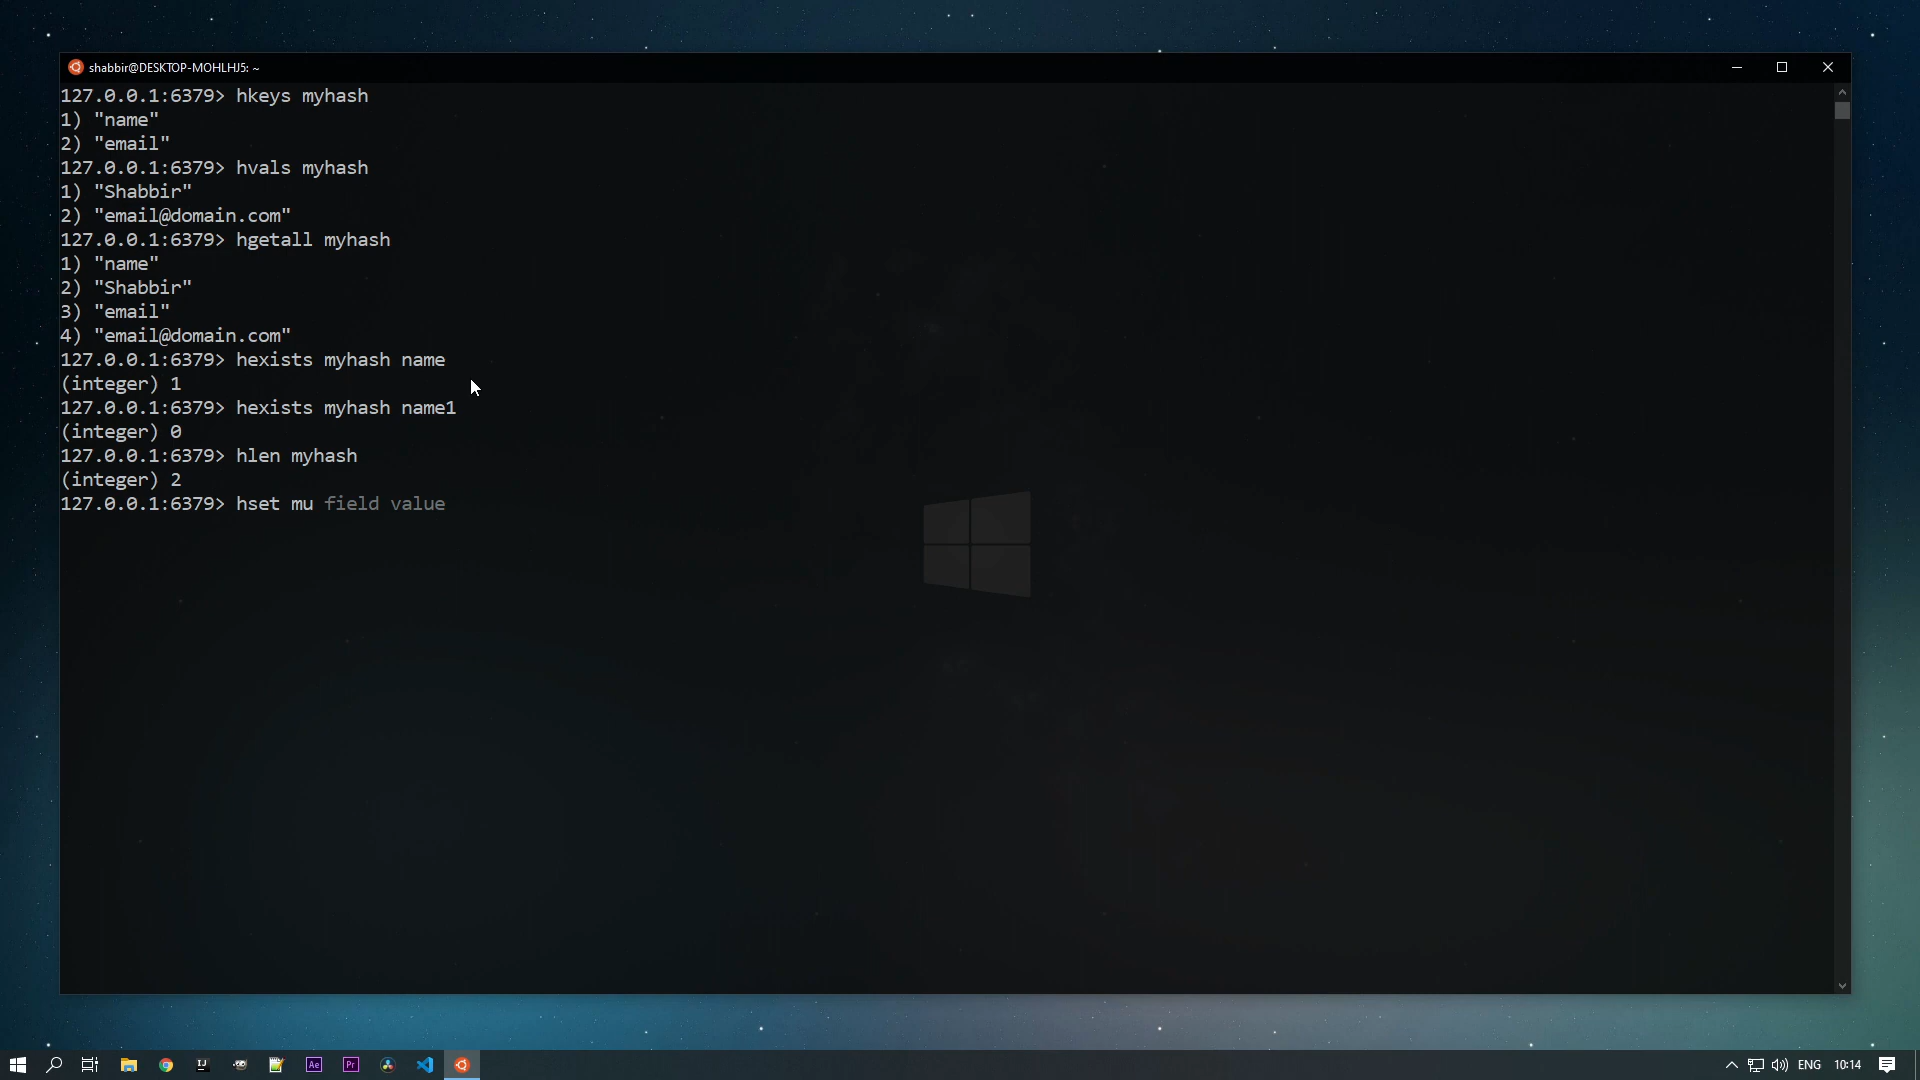 shabbir@DESKTOP-MOHLHJ5: ~
127.0.0.1:6379> hkeys myhash
1) "name"
2) "email"
127.0.0.1:6379> hvals myhash
1) "Shabbir"
2) "email@domain.com"
127.0.0.1:6379> hgetall myhash
1) "name"
2) "Shabbir"
3) "email"
4) "email@domain.com"
127.0.0.1:6379> hexists myhash name
(integer) 1
127.0.0.1:6379> hexists myhash name1
(integer) 0
127.0.0.1:6379> hlen myhash
(integer) 2
127.0.0.1:6379> hset mu field value
IJ Ae Pr ENG 10:14